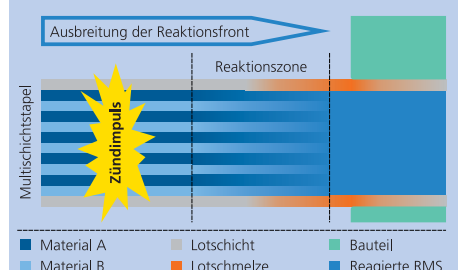 Ausbreitung der Reaktionsfront
Reaktionszone
Multischichtstapel
Zündimpuls
Material A
Lotschicht
Bauteil
Material B
Lotschmelze
Reagierte RMS